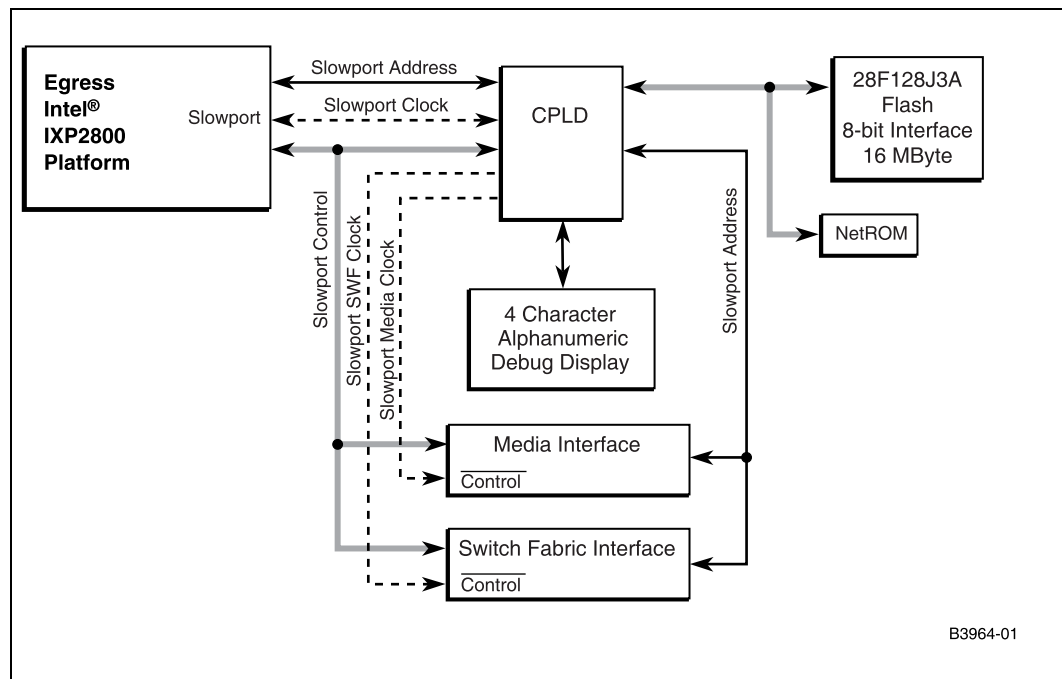 Egress
Intel®
IXP2800
Platform
Slowport
Slowport Address
Slowport Clock
CPLD
28F128J3A
Flash
8-bit Interface
16 MByte
NetROM
Slowport Control
Slowport SWF Clock
Slowport Media Clock
Slowport Address
4 Character
Alphanumeric
Debug Display
Media Interface
Control
Switch Fabric Interface
Control
B3964-01